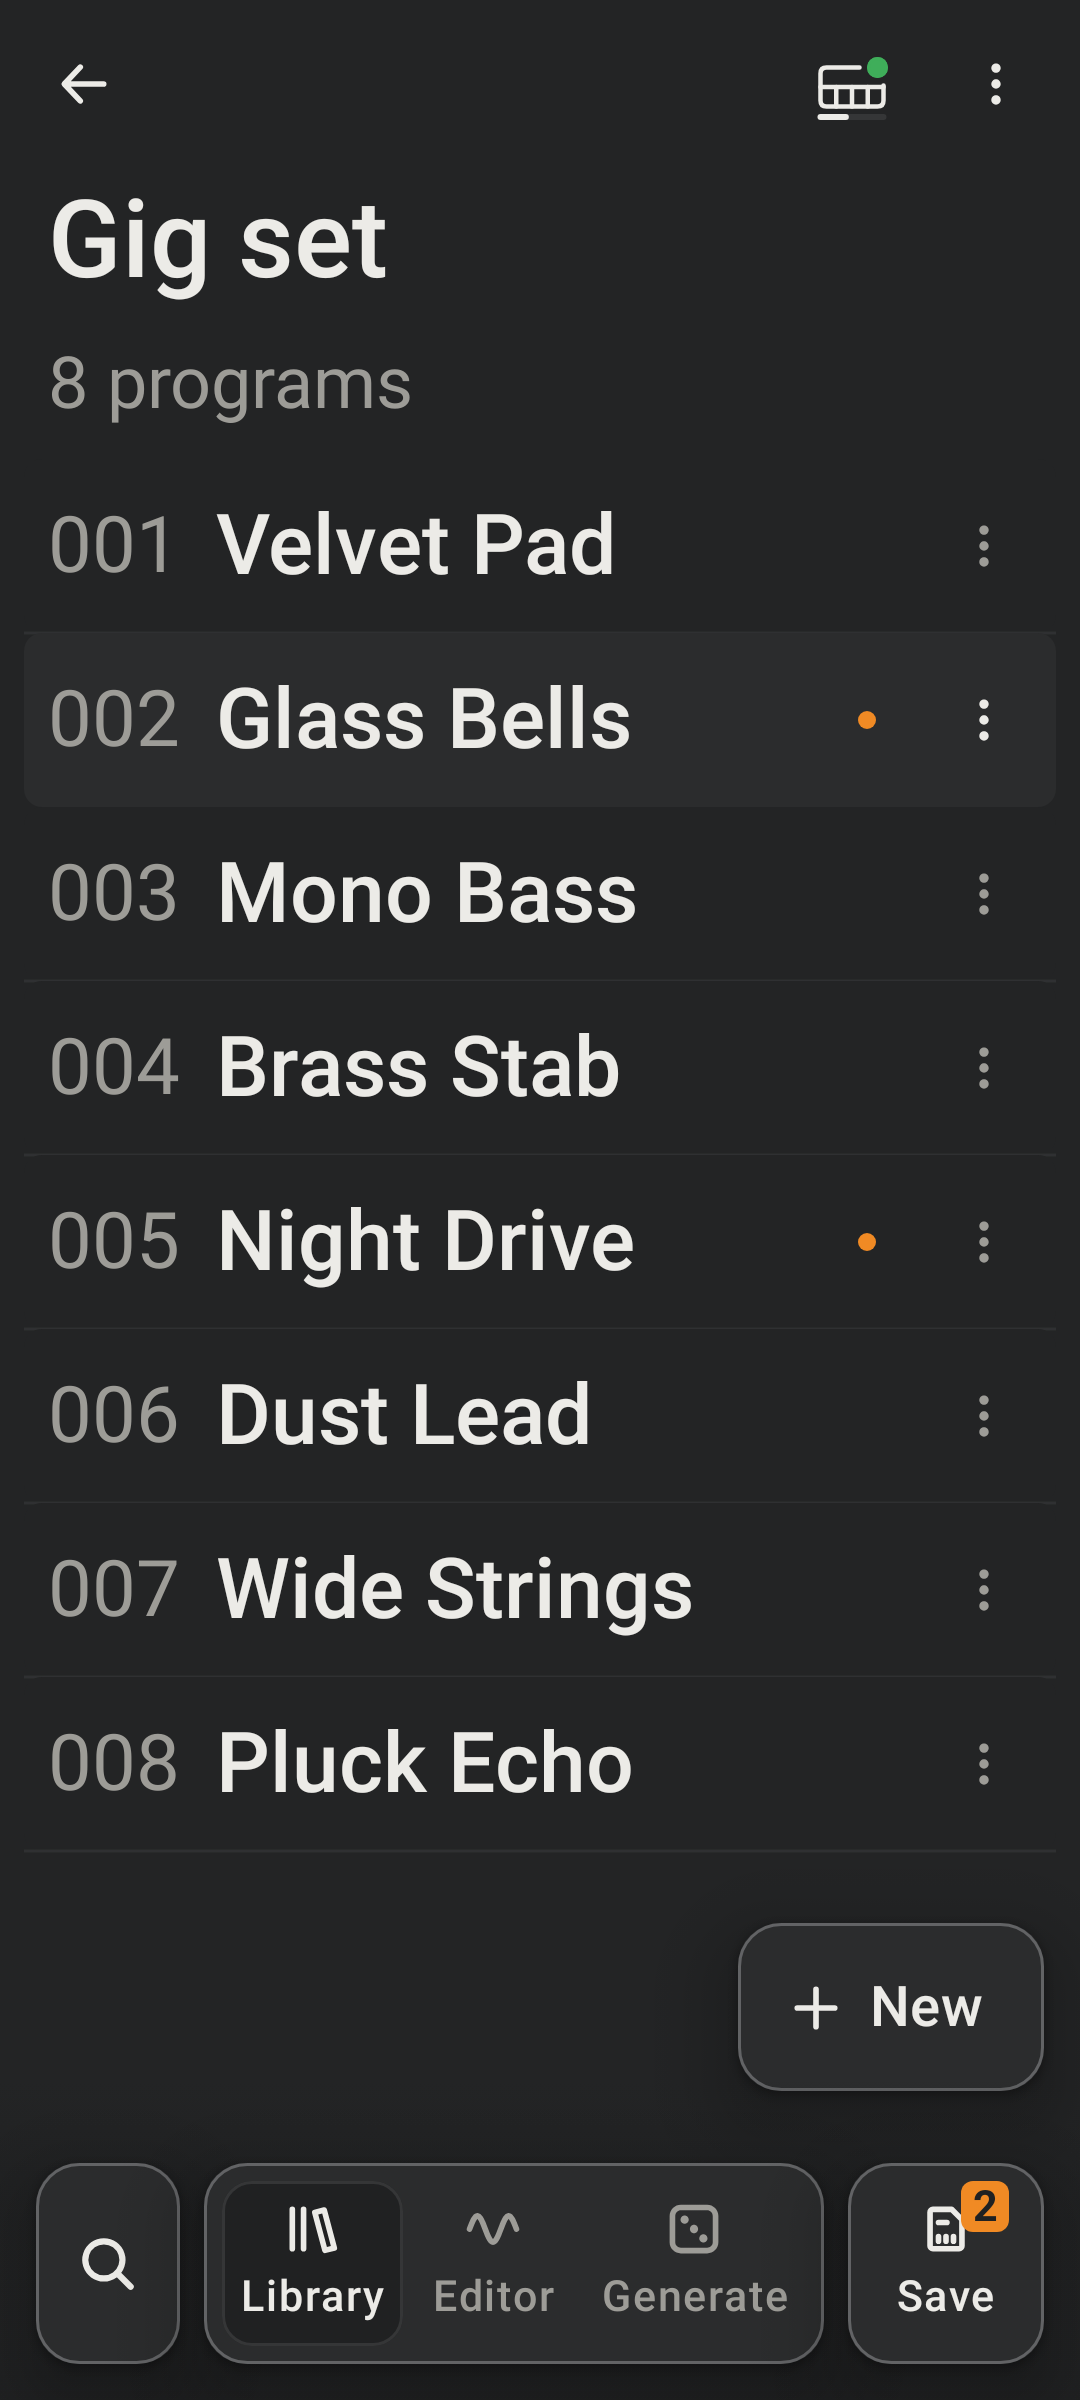 Gig set
8 programs
001 Velvet Pad
002 Glass Bells
003 Mono Bass
004 Brass Stab
005 Night Drive
006 Dust Lead
007 Wide Strings
008 Pluck Echo
New
2
Library Editor Generate Save